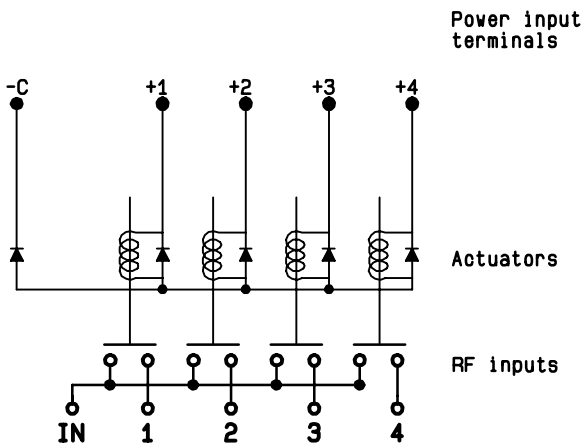 Power input
terminals
-C +1 +2 +3 +4
Actuators
RF inputs
IN 1 2 3 4